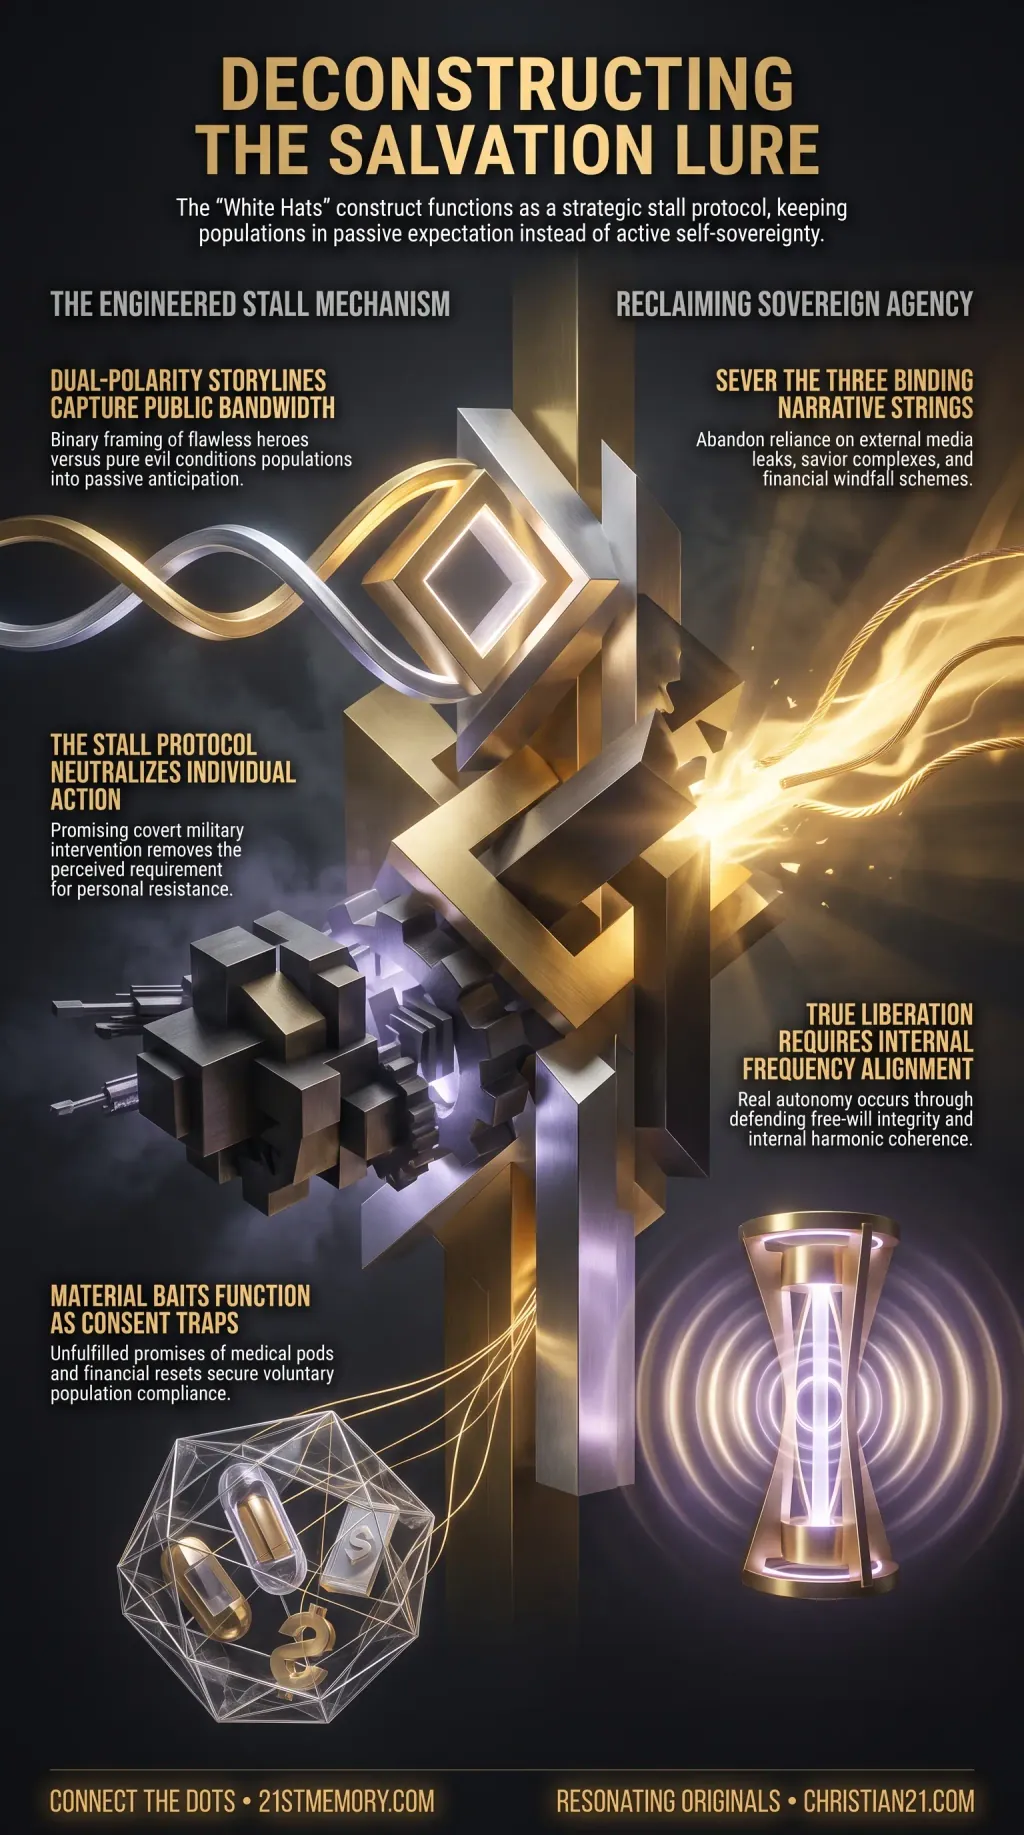 DECONSTRUCTING
THE SALVATION LURE
The “White Hats” construct functions as a strategic stall protocol, keeping
populations in passive expectation instead of active self-sovereignty.
THE ENGINEERED STALL MECHANISM
DUAL-POLARITY STORYLINES
CAPTURE PUBLIC BANDWIDTH
Binary framing of flawless heroes
versus pure evil conditions populations
into passive anticipation.
THE STALL PROTOCOL
NEUTRALIZES INDIVIDUAL
ACTION
Promising covert military
intervention removes the
perceived requirement
for personal resistance.
MATERIAL BAITS FUNCTION
AS CONSENT TRAPS
Unfulfilled promises of medical pods
and financial resets secure voluntary
population compliance.
$
$
RECLAIMING SOVEREIGN AGENCY
SEVER THE THREE BINDING
NARRATIVE STRINGS
Abandon reliance on external media
leaks, savior complexes, and
financial windfall schemes.
TRUE LIBERATION
REQUIRES INTERNAL
FREQUENCY ALIGNMENT
Real autonomy occurs through
defending free-will integrity and
internal harmonic coherence.
CONNECT THE DOTS • 21STMEMORY.COM
RESONATING ORIGINALS • CHRISTIAN21.COM